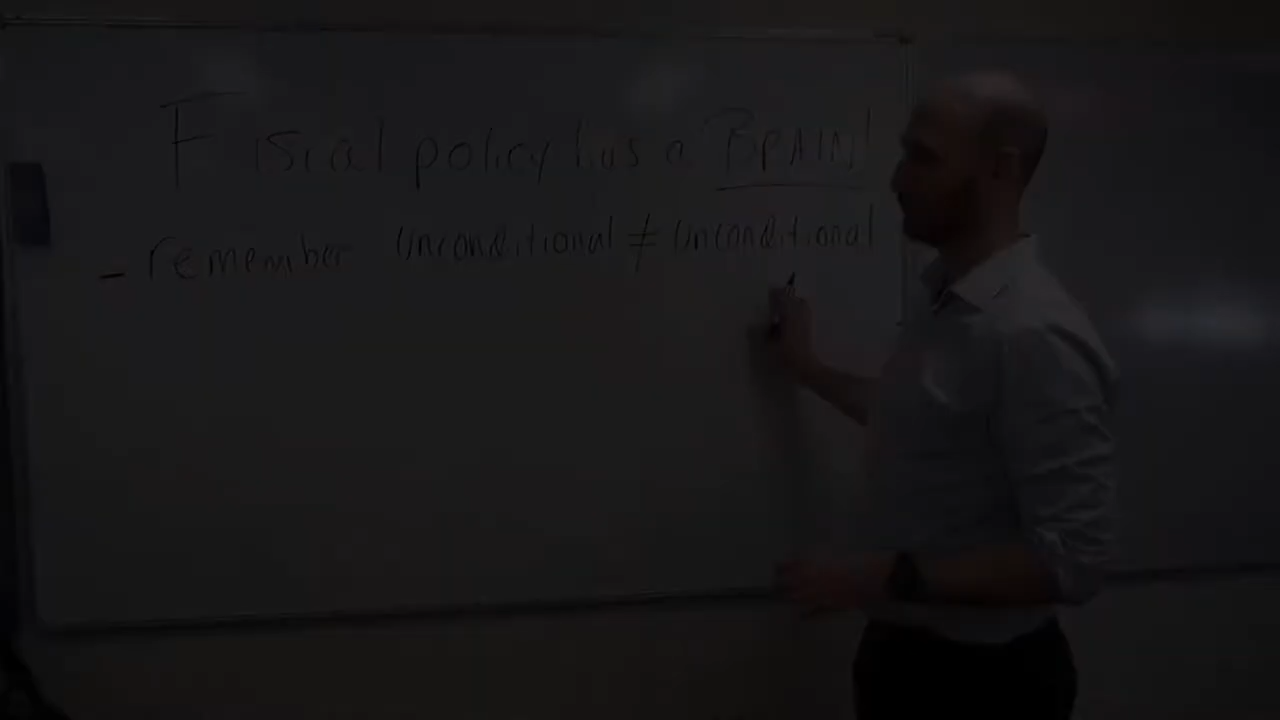 Fiscal policy has a BRAIN!
- remember unconditional ≠ unconditional